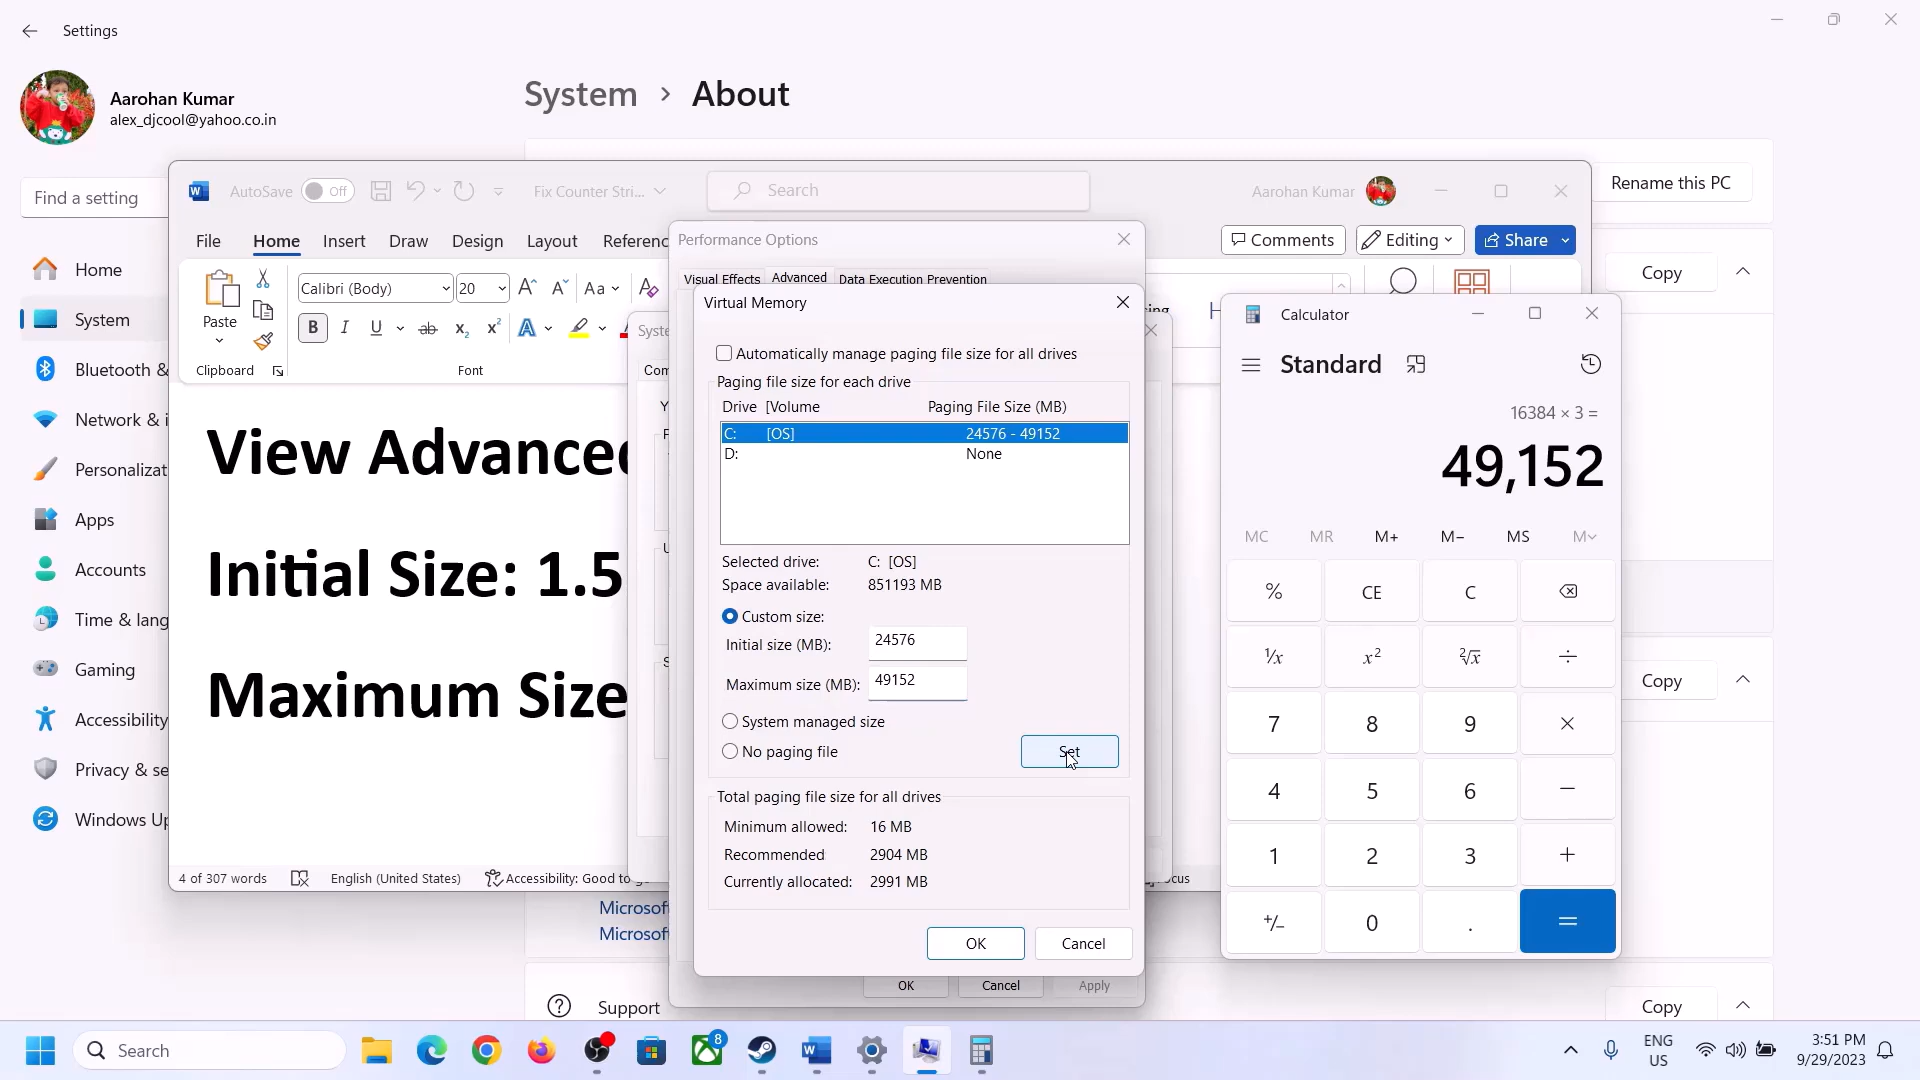 Settings
Aarohan Kumar
alex_djcool@yahoo.co.in
Find a setting
Home
System
Bluetooth &
Network & i
Personalizat
Apps
Accounts
Time & lang
Gaming
Accessibility
Privacy & se
Windows Up
System > About
Rename this PC
Copy
Copy
Copy
Support
Microsof
Microsof
AutoSave Off
Fix Counter Stri...
Search
Aarohan Kumar
File Home Insert Draw Design Layout Referenc
Comments Editing Share
Paste
Calibri (Body) 20
Aa
B I U ab x₂ x² A
Clipboard Font
View Advanced
Initial Size: 1.5
Maximum Size
4 of 307 words English (United States) Accessibility: Good to g
Performance Options
Visual Effects Advanced Data Execution Prevention
OK Cancel Apply
Virtual Memory
Automatically manage paging file size for all drives
Paging file size for each drive
Drive [Volume Paging File Size (MB)
C: [OS] 24576 - 49152
D: None
Selected drive: C: [OS]
Space available: 851193 MB
Custom size:
Initial size (MB): 24576
Maximum size (MB): 49152
System managed size
No paging file
Set
Total paging file size for all drives
Minimum allowed: 16 MB
Recommended 2904 MB
Currently allocated: 2991 MB
OK Cancel
Calculator
Standard
16384 × 3 =
49,152
MC MR M+ M− MS M
% CE C
¹/x x² ²√x ÷
7 8 9 ×
4 5 6 −
1 2 3 +
+/− 0 . =
Search
8
ENG
US
3:51 PM
9/29/2023